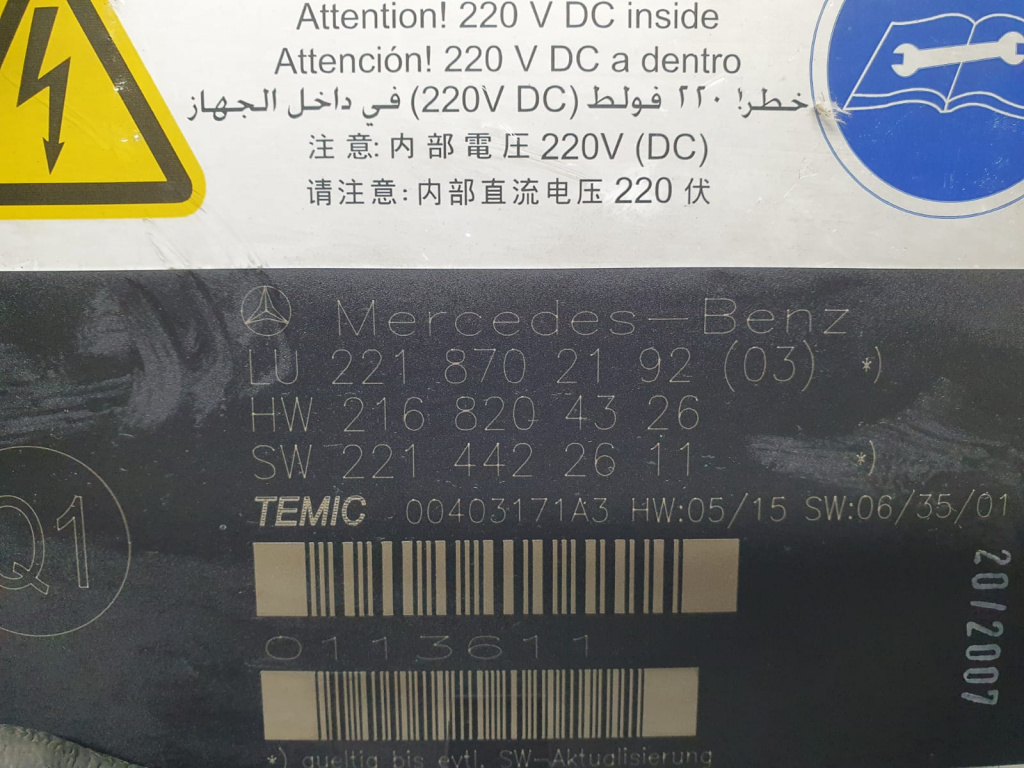 Attention! 220 V DC inside
Atención! 220 V DC a dentro
خطر! ٢٢٠ فولط (220V DC) في داخل الجهاز
注 意: 内 部 電 圧 220V (DC)
请注意: 内部直流电压 220 伏
Mercedes-Benz
LU 221 870 21 92 (03) *)
HW 216 820 43 26
SW 221 442 26 11 *)
TEMIC 00403171A3 HW:05/15 SW:06/35/01
Q1
20/2007
0113611
*) gueltig bis evtl. SW-Aktualisierung